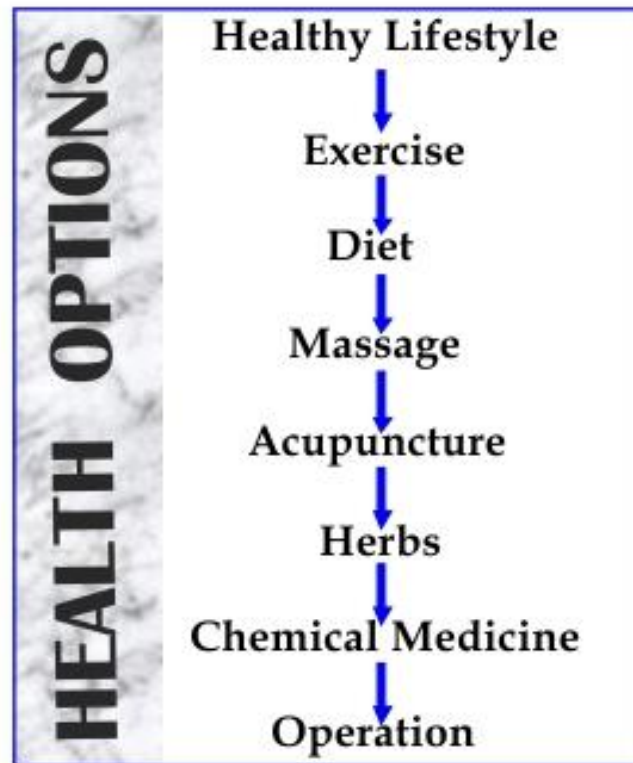 HEALTH OPTIONS
Healthy Lifestyle
Exercise
Diet
Massage
Acupuncture
Herbs
Chemical Medicine
Operation